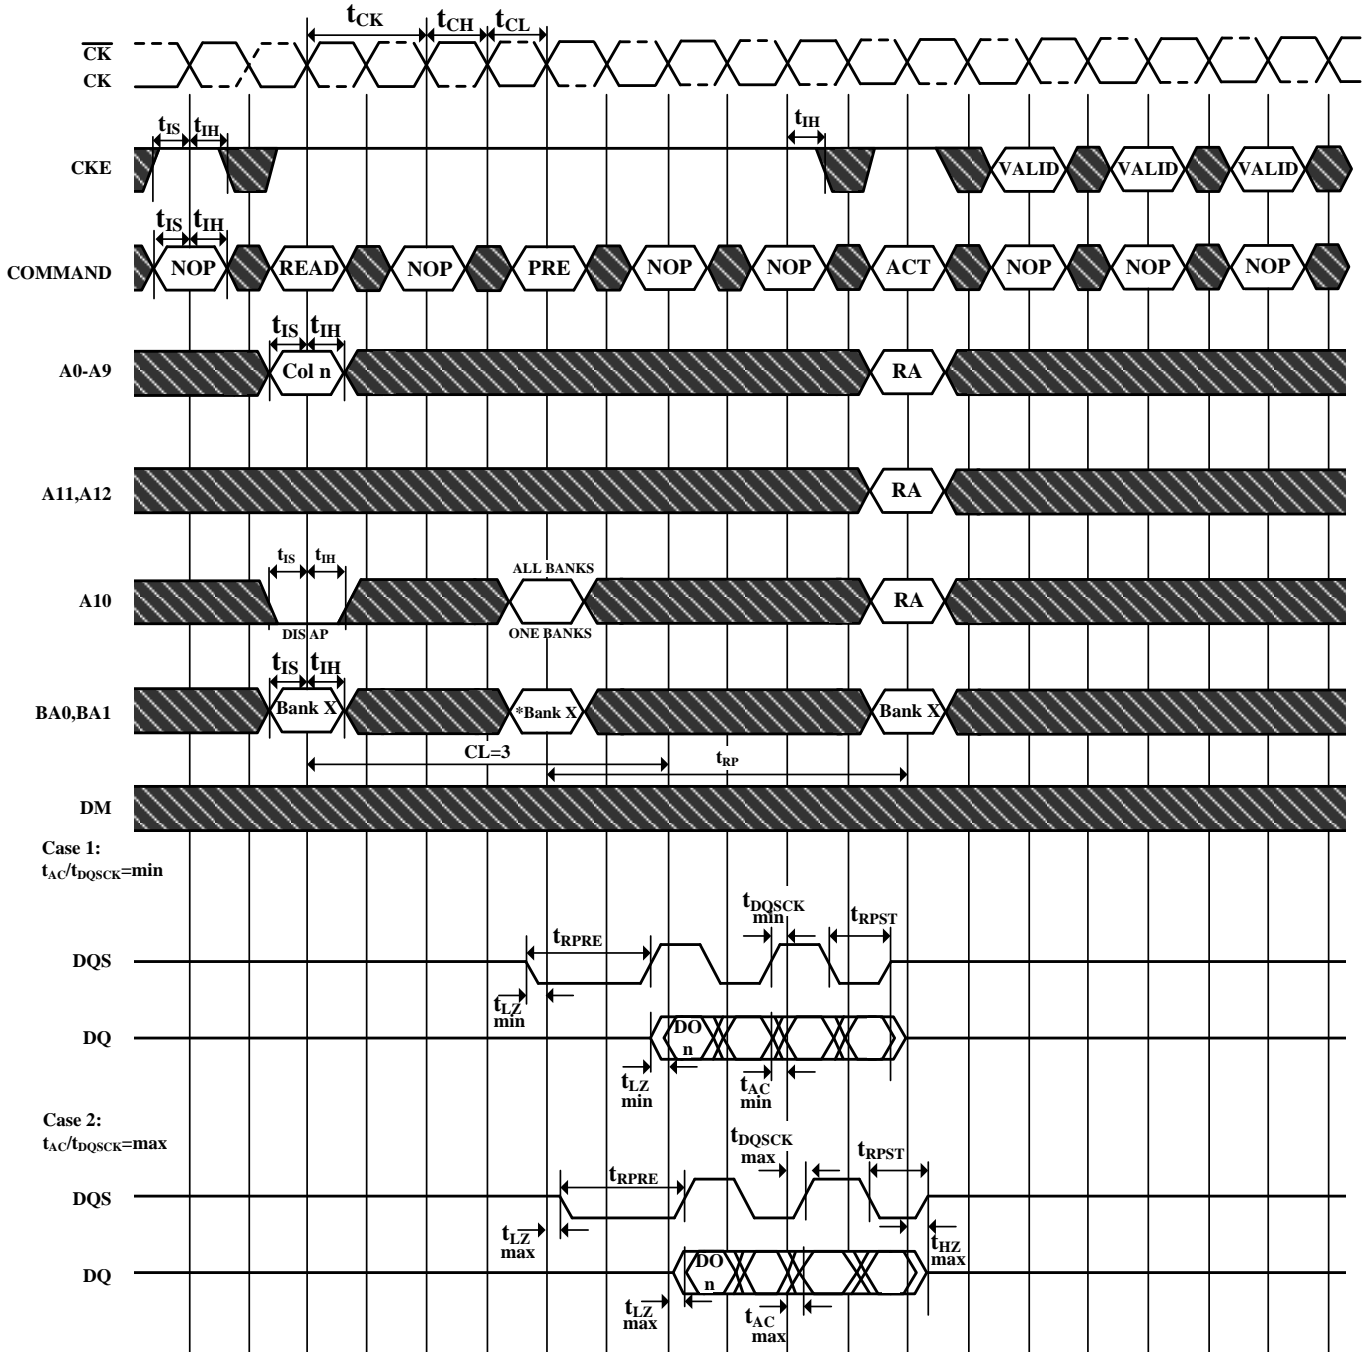 tCK tCH tCL
CK
CK
tIS tIH tIH
CKE VALID VALID VALID
tIS tIH
COMMAND NOP READ NOP PRE NOP NOP ACT NOP NOP NOP
tIS tIH
A0-A9 Col n RA
A11,A12 RA
tIS tIH ALL BANKS
A10 RA
DIS AP ONE BANKS
tIS tIH
BA0,BA1 Bank X *Bank X Bank X
CL=3 tRP
DM
Case 1:
tAC/tDQSCK=min
tDQSCK
min
tRPST
tRPRE
DQS
tLZ
min
DQ DO
n
tLZ
min
tAC
min
Case 2:
tAC/tDQSCK=max
tDQSCK
max
tRPST
tRPRE
DQS
tLZ
max
tHZ
max
DQ DO
n
tLZ
max
tAC
max